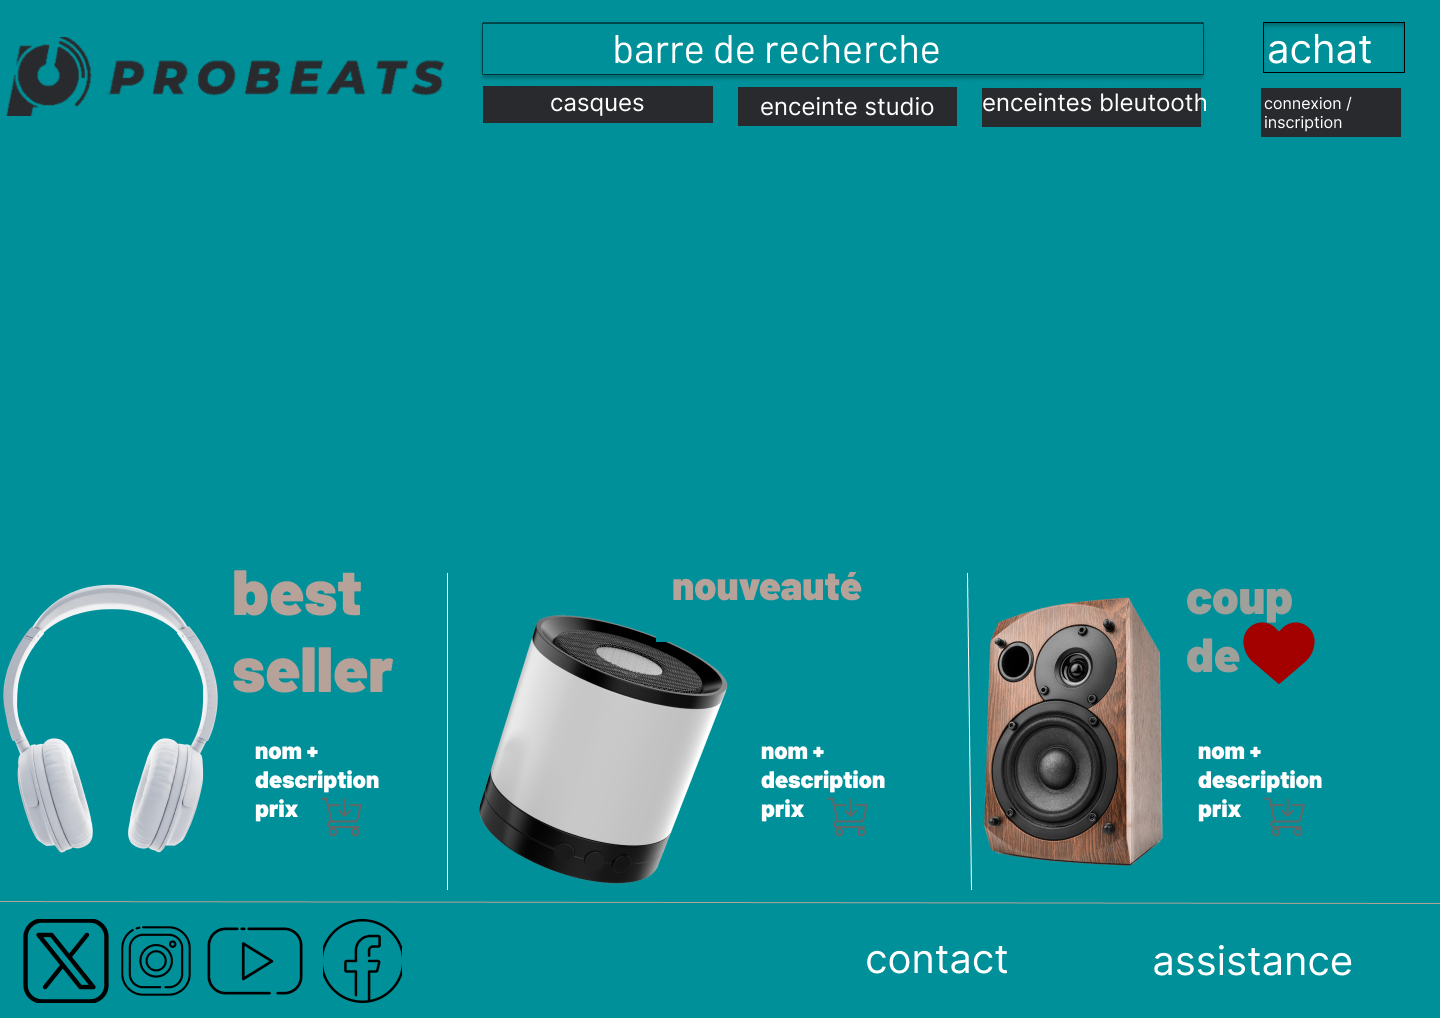 PROBEATS
barre de recherche
achat
casques
enceinte studio
enceintes bleutooth
connexion /
inscription
best
seller
nom +
description
prix
nouveauté
nom +
description
prix
coup
de
nom +
description
prix
contact
assistance